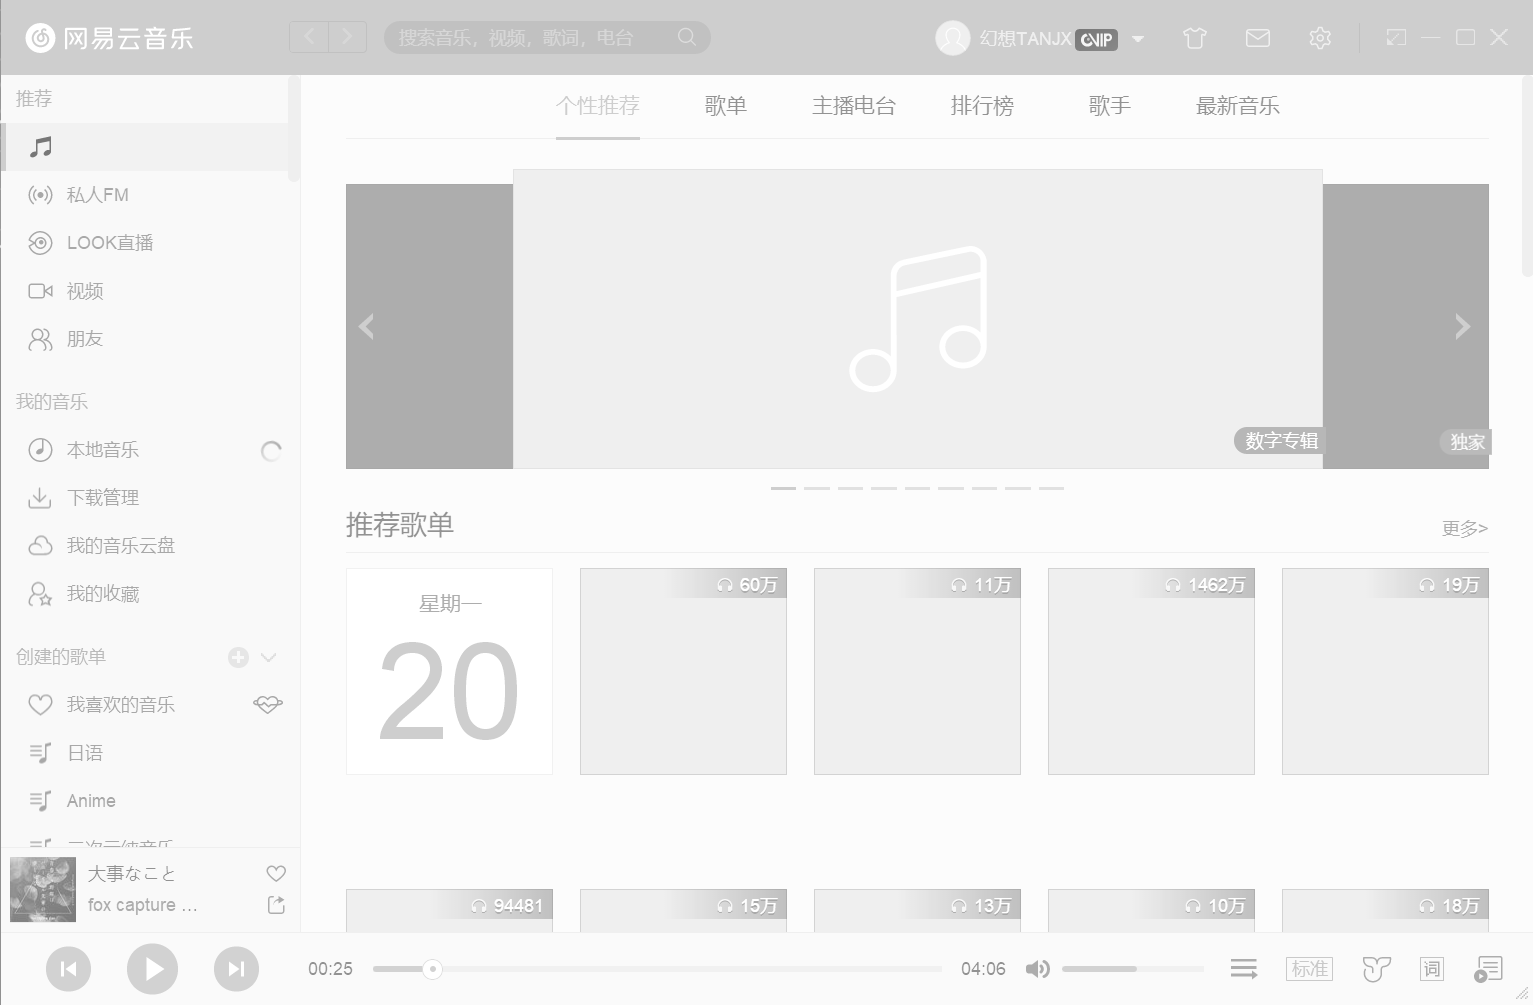 网易云音乐
搜索音乐，视频，歌词，电台
幻想TANJX
VIP
推荐
私人FM
LOOK直播
视频
朋友
我的音乐
本地音乐
下载管理
我的音乐云盘
我的收藏
创建的歌单
我喜欢的音乐
日语
Anime
二次元纯音乐
大事なこと
fox capture ...
个性推荐 歌单 主播电台 排行榜 歌手 最新音乐
数字专辑
独家
推荐歌单
更多>
星期一
20
60万
11万
1462万
19万
94481
15万
13万
10万
18万
00:25
04:06
标准
词